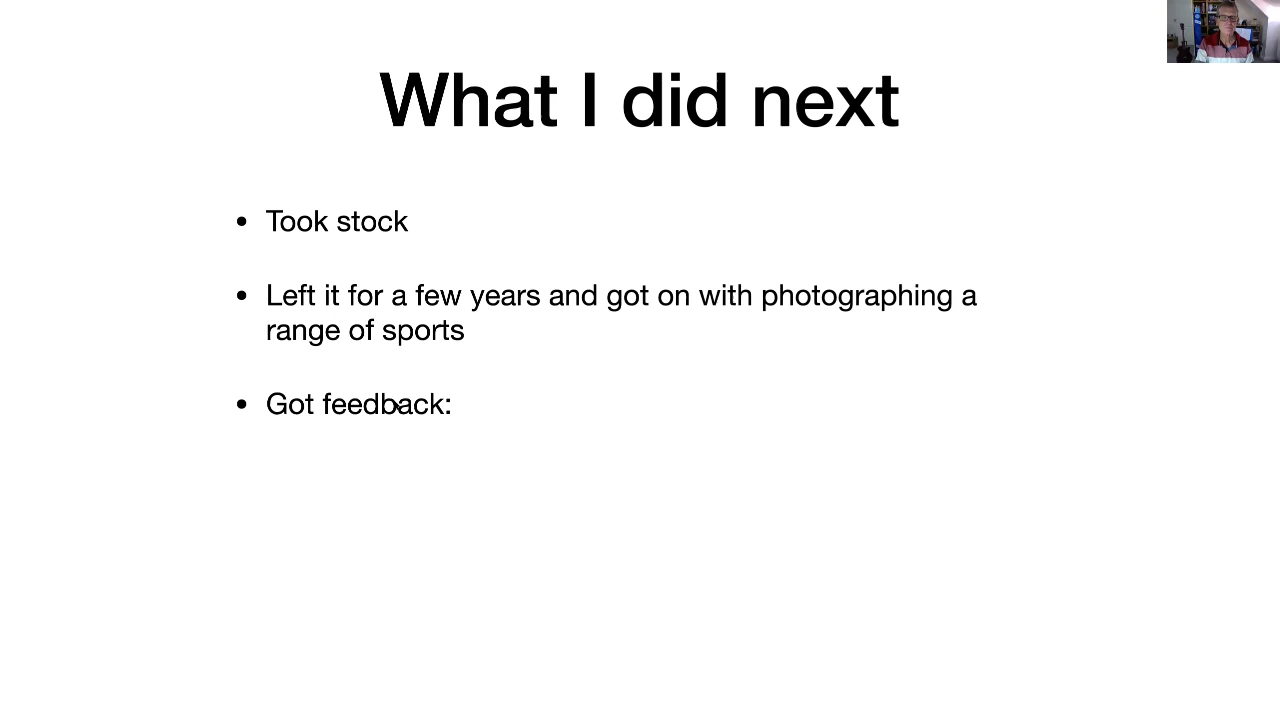 What I did next
• Took stock
• Left it for a few years and got on with photographing a
range of sports
• Got feedback: